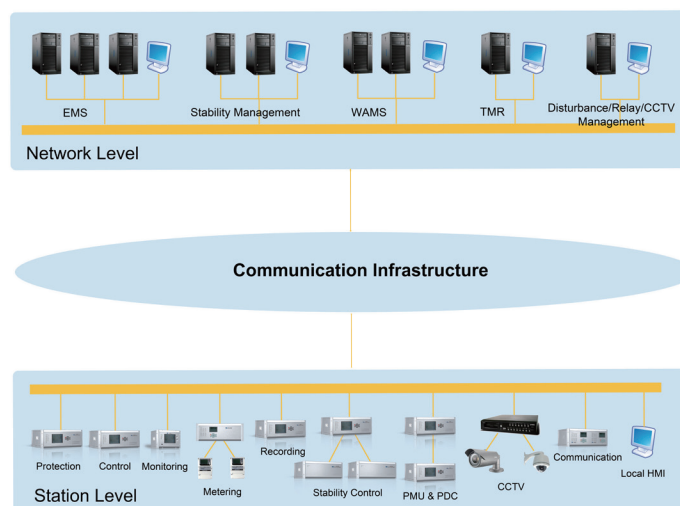 EMS
Stability Management
WAMS
TMR
Disturbance/Relay/CCTV
Management
Network Level
Communication Infrastructure
Protection
Control
Monitoring
Metering
Recording
Stability Control
PMU & PDC
CCTV
Communication
Local HMI
Station Level